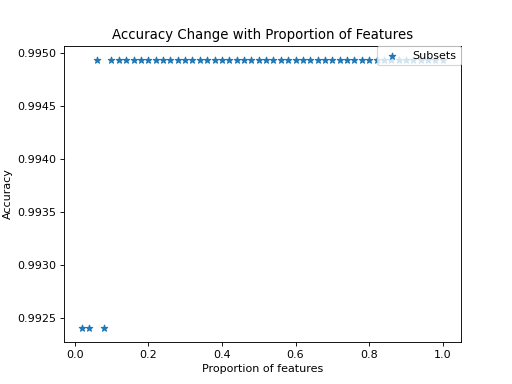 Accuracy Change with Proportion of Features
Subsets
Accuracy
0.9950
0.9945
0.9940
0.9935
0.9930
0.9925
0.0 0.2 0.4 0.6 0.8 1.0
Proportion of features